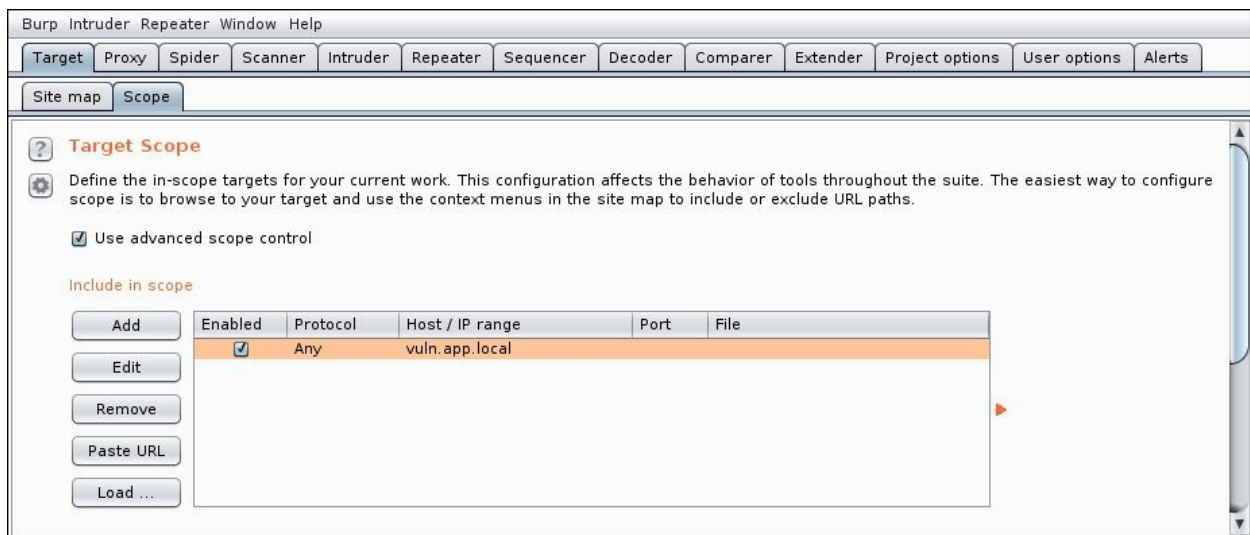 Burp Intruder Repeater Window Help
Target Proxy Spider Scanner Intruder Repeater Sequencer Decoder Comparer Extender Project options User options Alerts
Site map Scope
? Target Scope
Define the in-scope targets for your current work. This configuration affects the behavior of tools throughout the suite. The easiest way to configure
scope is to browse to your target and use the context menus in the site map to include or exclude URL paths.
Use advanced scope control
Include in scope
Add
Edit
Remove
Paste URL
Load ...
Enabled Protocol Host / IP range Port File
Any vuln.app.local